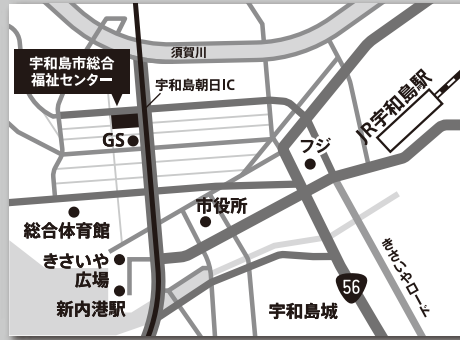 須賀川
宇和島市総合
福祉センター
宇和島朝日IC
JR宇和島駅
GS
フジ
市役所
総合体育館
きさいや
広場
新内港駅
宇和島城
56
きさいやロード